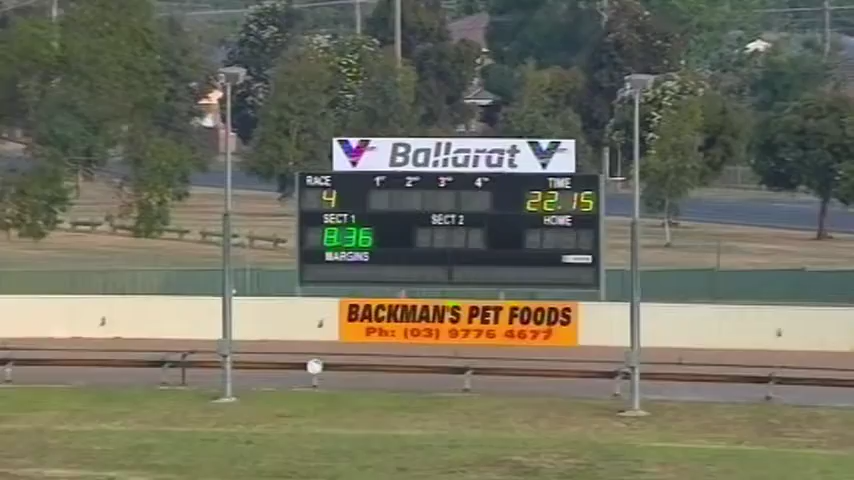 Ballarat
RACE 1ST 2ND 3RD 4TH TIME
4 22.15
SECT 1 SECT 2 HOME
8.36
MARGINS
BACKMAN'S PET FOODS
Ph: (03) 9776 4677